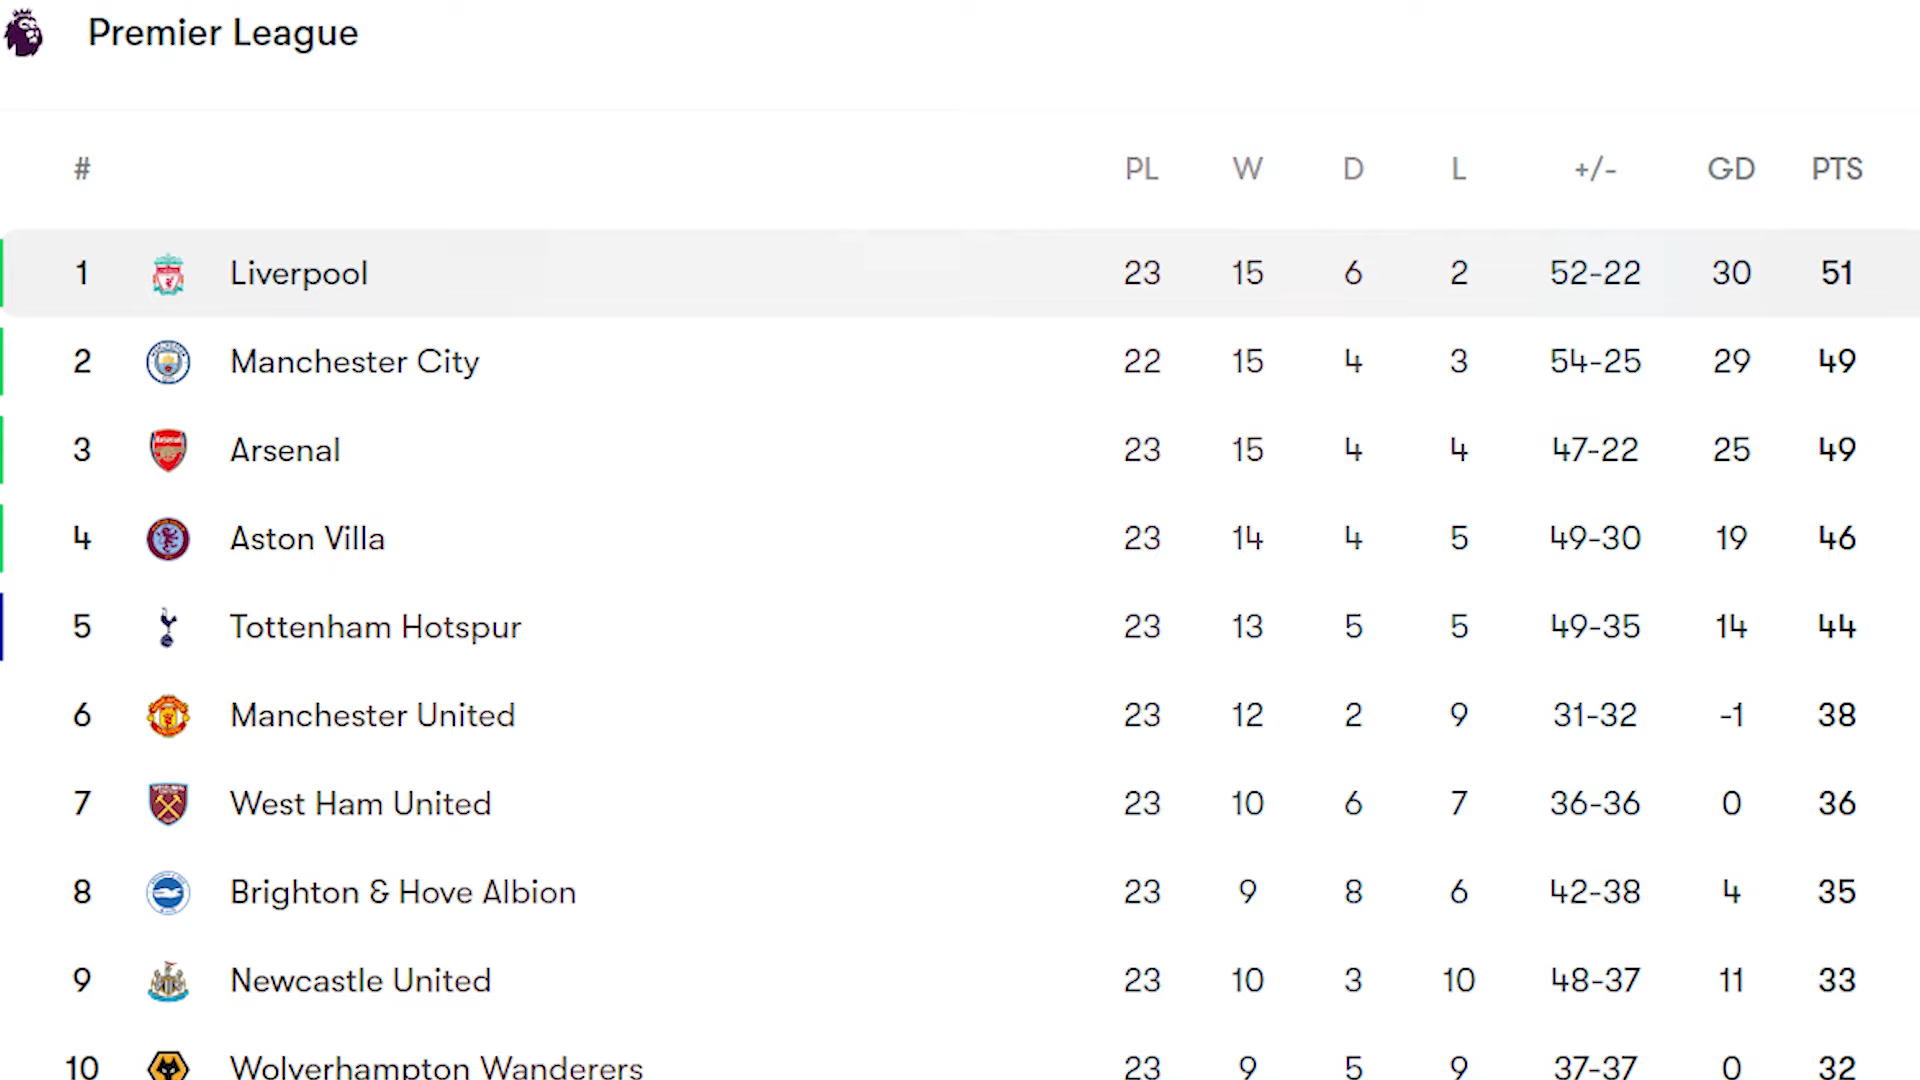 Premier League
# PL W D L +/- GD PTS
1 Liverpool 23 15 6 2 52-22 30 51
2 Manchester City 22 15 4 3 54-25 29 49
3 Arsenal 23 15 4 4 47-22 25 49
4 Aston Villa 23 14 4 5 49-30 19 46
5 Tottenham Hotspur 23 13 5 5 49-35 14 44
6 Manchester United 23 12 2 9 31-32 -1 38
7 West Ham United 23 10 6 7 36-36 0 36
8 Brighton & Hove Albion 23 9 8 6 42-38 4 35
9 Newcastle United 23 10 3 10 48-37 11 33
10 Wolverhampton Wanderers 23 9 5 9 37-37 0 32